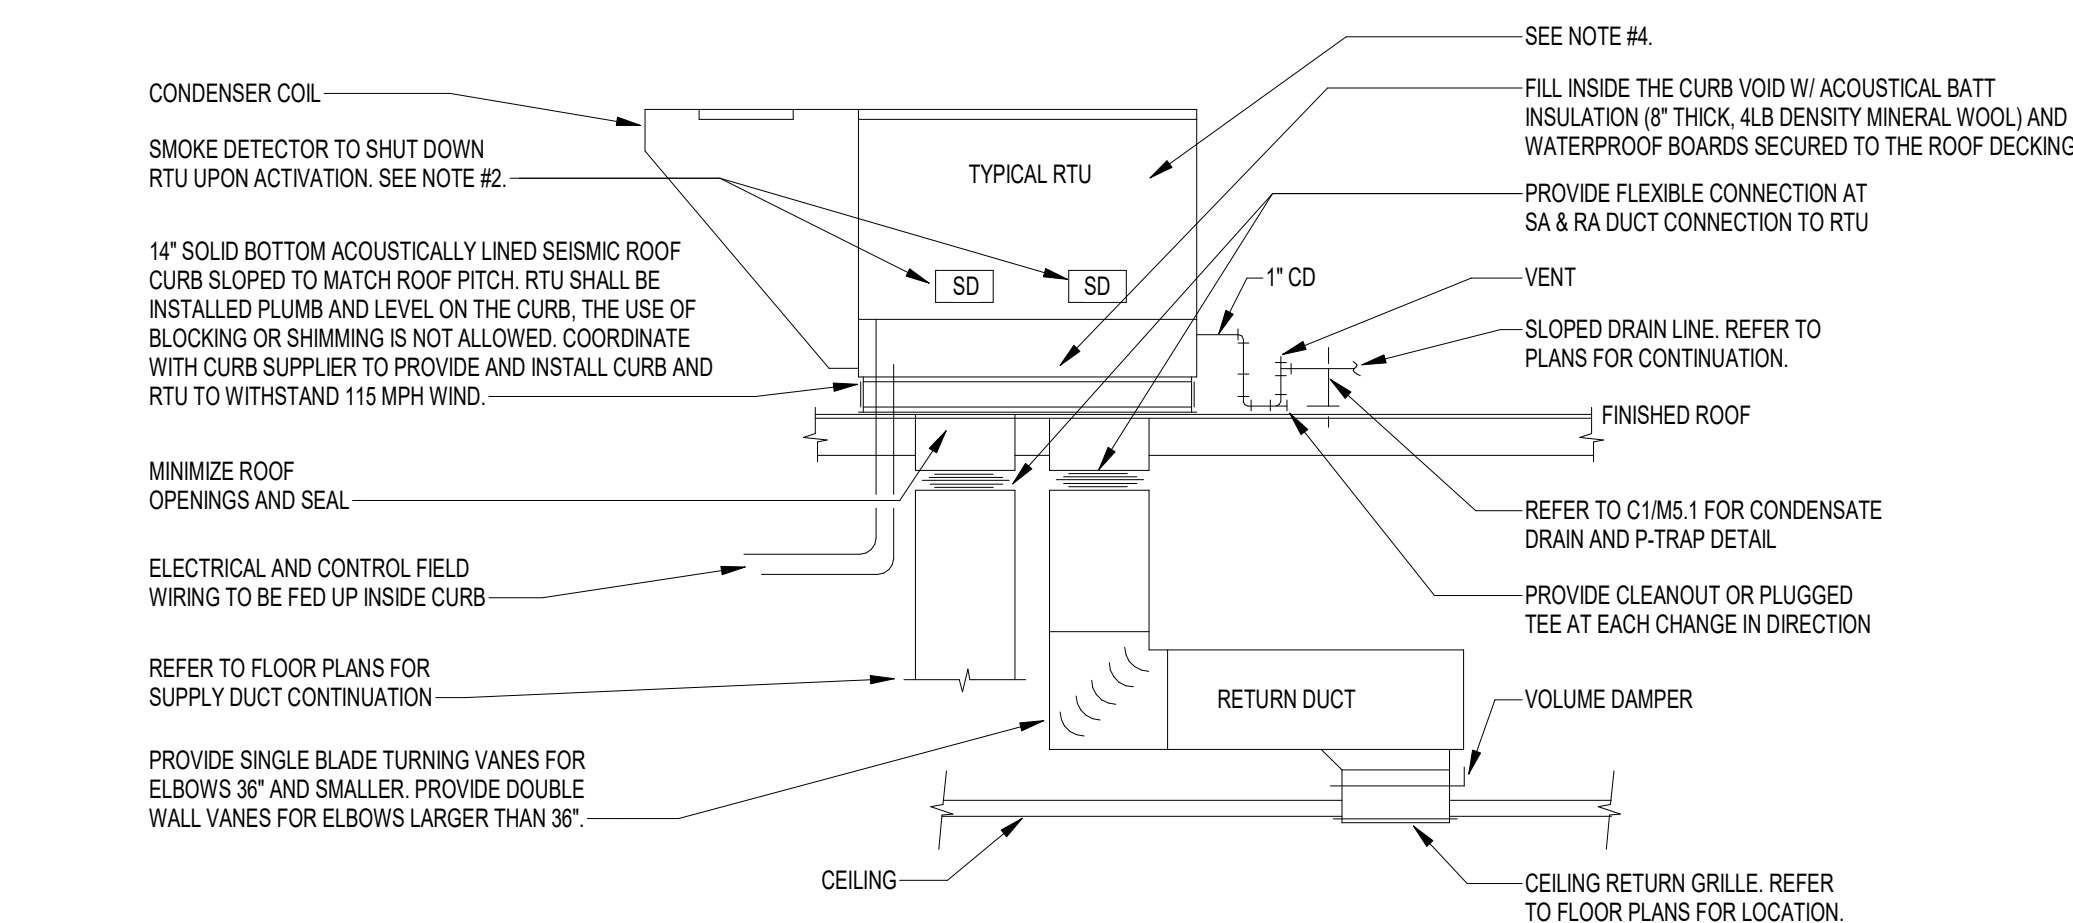 CONDENSER COIL
SMOKE DETECTOR TO SHUT DOWN
RTU UPON ACTIVATION. SEE NOTE #2.
14" SOLID BOTTOM ACOUSTICALLY LINED SEISMIC ROOF
CURB SLOPED TO MATCH ROOF PITCH. RTU SHALL BE
INSTALLED PLUMB AND LEVEL ON THE CURB, THE USE OF
BLOCKING OR SHIMMING IS NOT ALLOWED. COORDINATE
WITH CURB SUPPLIER TO PROVIDE AND INSTALL CURB AND
RTU TO WITHSTAND 115 MPH WIND.
MINIMIZE ROOF
OPENINGS AND SEAL
ELECTRICAL AND CONTROL FIELD
WIRING TO BE FED UP INSIDE CURB
REFER TO FLOOR PLANS FOR
SUPPLY DUCT CONTINUATION
PROVIDE SINGLE BLADE TURNING VANES FOR
ELBOWS 36" AND SMALLER. PROVIDE DOUBLE
WALL VANES FOR ELBOWS LARGER THAN 36".
TYPICAL RTU
SD
SD
1" CD
RETURN DUCT
CEILING
SEE NOTE #4.
FILL INSIDE THE CURB VOID W/ ACOUSTICAL BATT
INSULATION (8" THICK, 4LB DENSITY MINERAL WOOL) AND
WATERPROOF BOARDS SECURED TO THE ROOF DECKING
PROVIDE FLEXIBLE CONNECTION AT
SA & RA DUCT CONNECTION TO RTU
VENT
SLOPED DRAIN LINE. REFER TO
PLANS FOR CONTINUATION.
FINISHED ROOF
REFER TO C1/M5.1 FOR CONDENSATE
DRAIN AND P-TRAP DETAIL
PROVIDE CLEANOUT OR PLUGGED
TEE AT EACH CHANGE IN DIRECTION
VOLUME DAMPER
CEILING RETURN GRILLE. REFER
TO FLOOR PLANS FOR LOCATION.